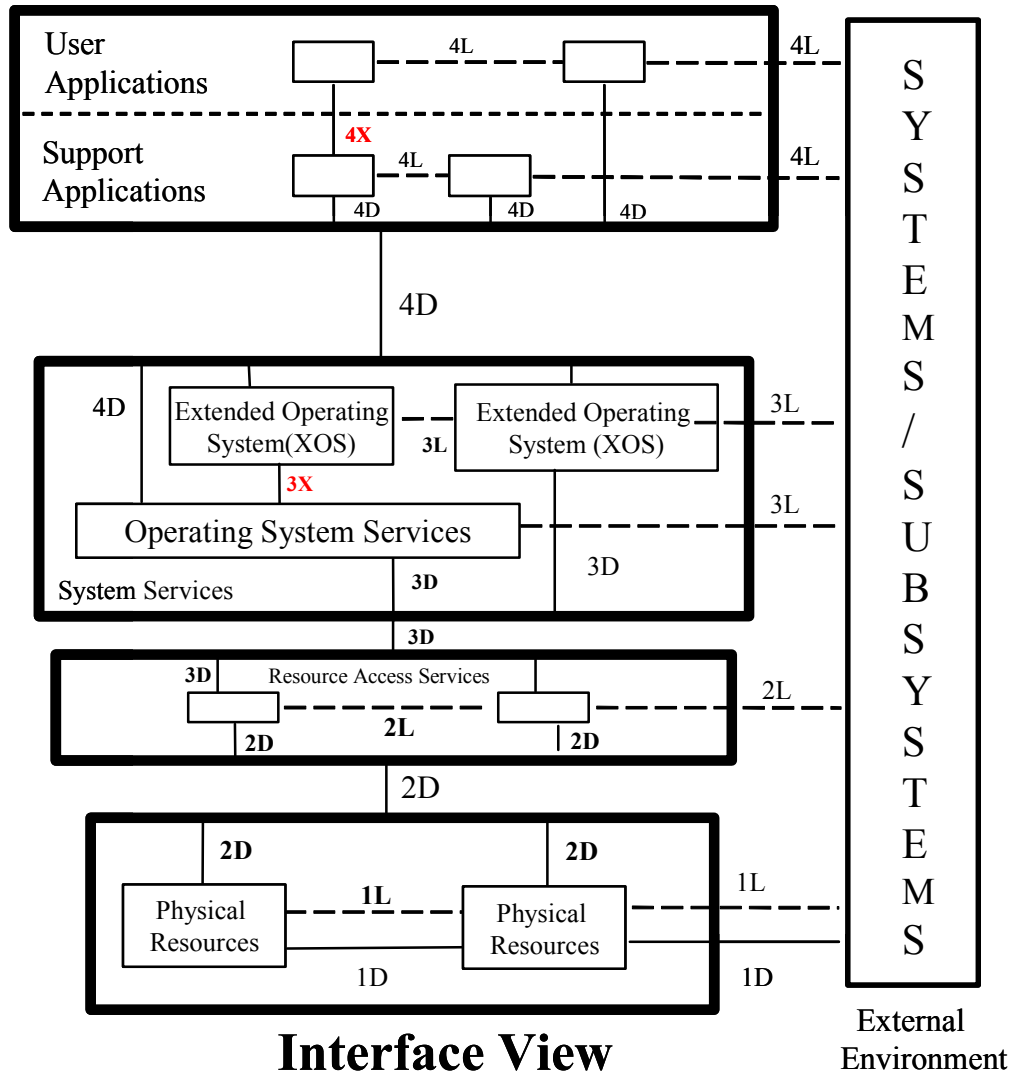 User
Applications
4L
4L
4X
Support
Applications
4L
4L
4D
4D
4D
4D
4D
Extended Operating
System(XOS)
3L
Extended Operating
System (XOS)
3L
3X
Operating System Services
3L
3D
3D
System Services
3D
3D
Resource Access Services
2L
2L
2D
2D
2D
2D
2D
Physical
Resources
1L
Physical
Resources
1L
1D
1D
Interface View
S
Y
S
T
E
M
S
/
S
U
B
S
Y
S
T
E
M
S
External
Environment